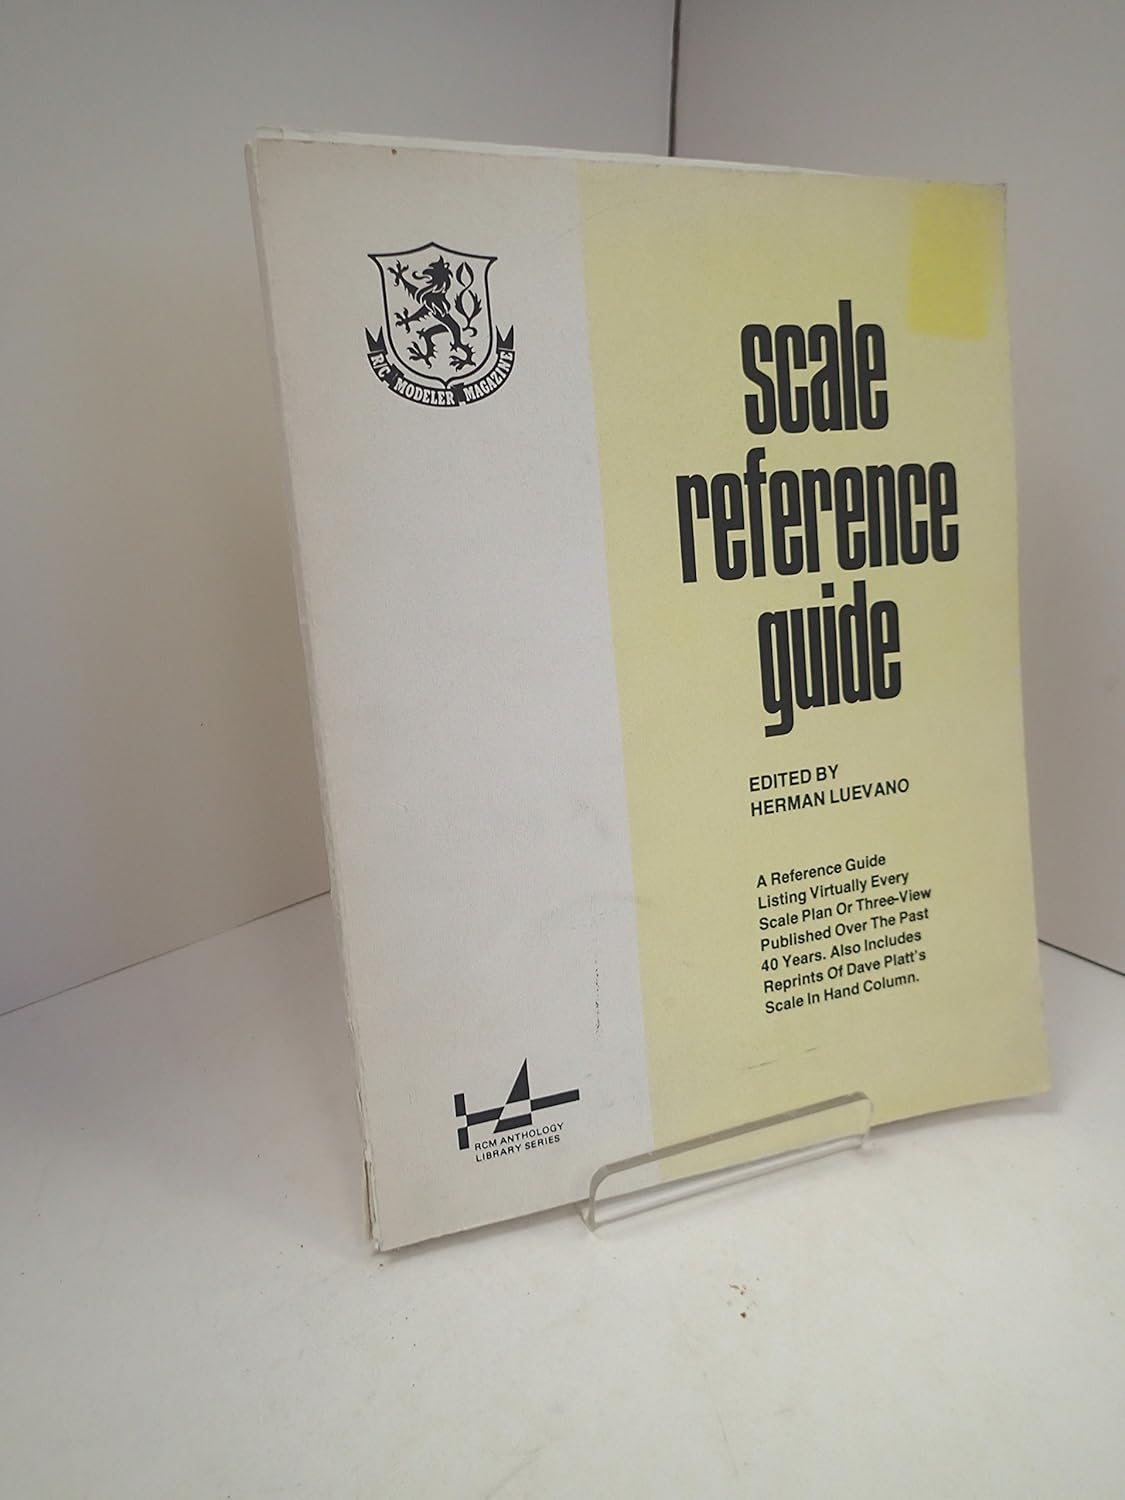 R/C MODELER MAGAZINE
scale
reference
guide
EDITED BY
HERMAN LUEVANO
A Reference Guide
Listing Virtually Every
Scale Plan Or Three-View
Published Over The Past
40 Years. Also Includes
Reprints Of Dave Platt's
Scale In Hand Column.
RCM ANTHOLOGY
LIBRARY SERIES